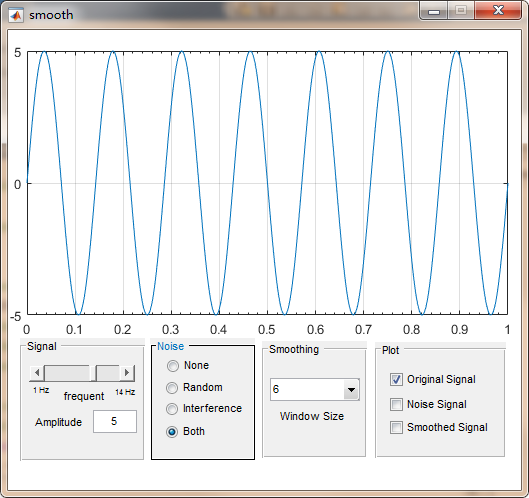 smooth
5
0
-5
0 0.1 0.2 0.3 0.4 0.5 0.6 0.7 0.8 0.9 1
Signal
1 Hz 14 Hz
frequent
Amplitude 5
Noise
None
Random
Interference
Both
Smoothing
6
Window Size
Plot
Original Signal
Noise Signal
Smoothed Signal